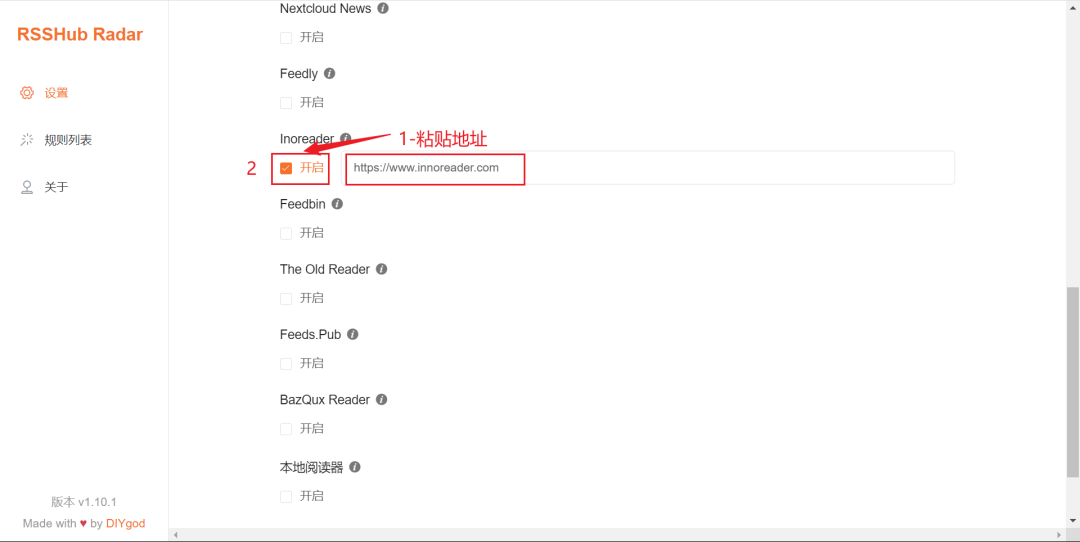 RSSHub Radar
设置
规则列表
关于
版本 v1.10.1
Made with ♥ by DIYgod
Nextcloud News
开启
Feedly
开启
Inoreader
1-粘贴地址
2
开启
https://www.innoreader.com
Feedbin
开启
The Old Reader
开启
Feeds.Pub
开启
BazQux Reader
开启
本地阅读器
开启